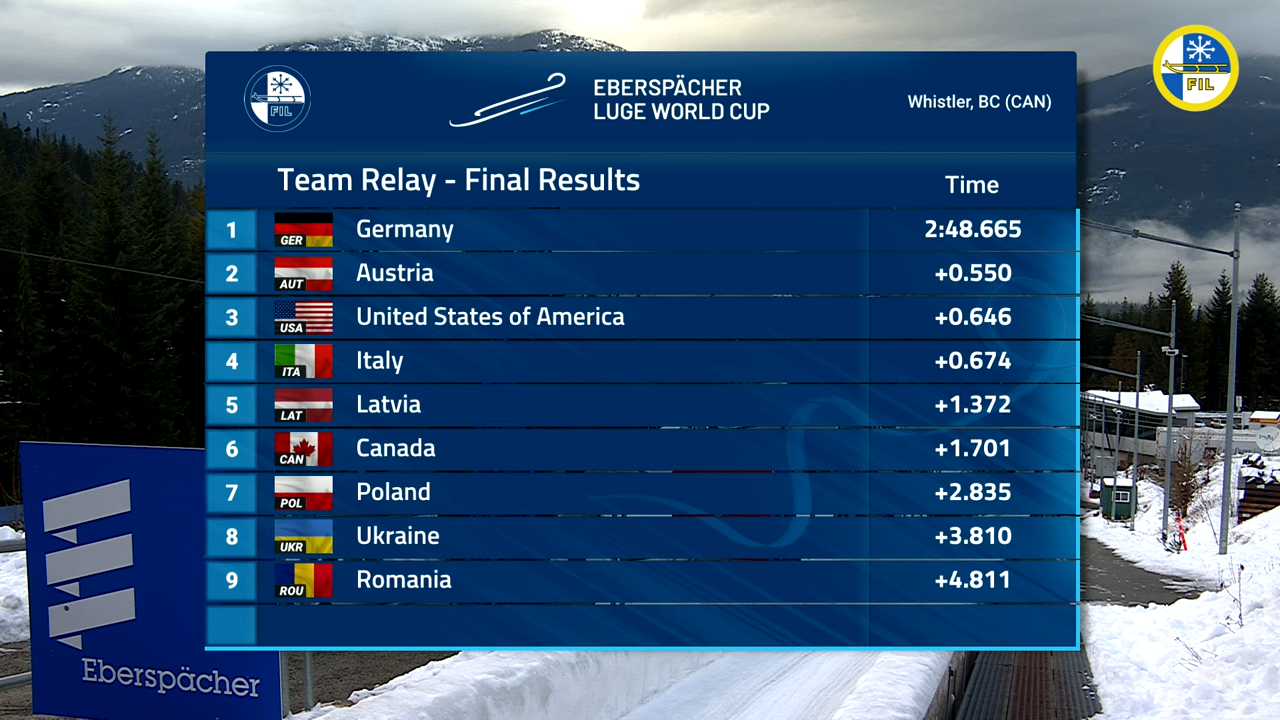 FIL
EBERSPÄCHER
LUGE WORLD CUP
Whistler, BC (CAN)
FIL
Team Relay - Final Results
Time
1 GER Germany 2:48.665
2 AUT Austria +0.550
3 USA United States of America +0.646
4 ITA Italy +0.674
5 LAT Latvia +1.372
6 CAN Canada +1.701
7 POL Poland +2.835
8 UKR Ukraine +3.810
9 ROU Romania +4.811
Eberspächer